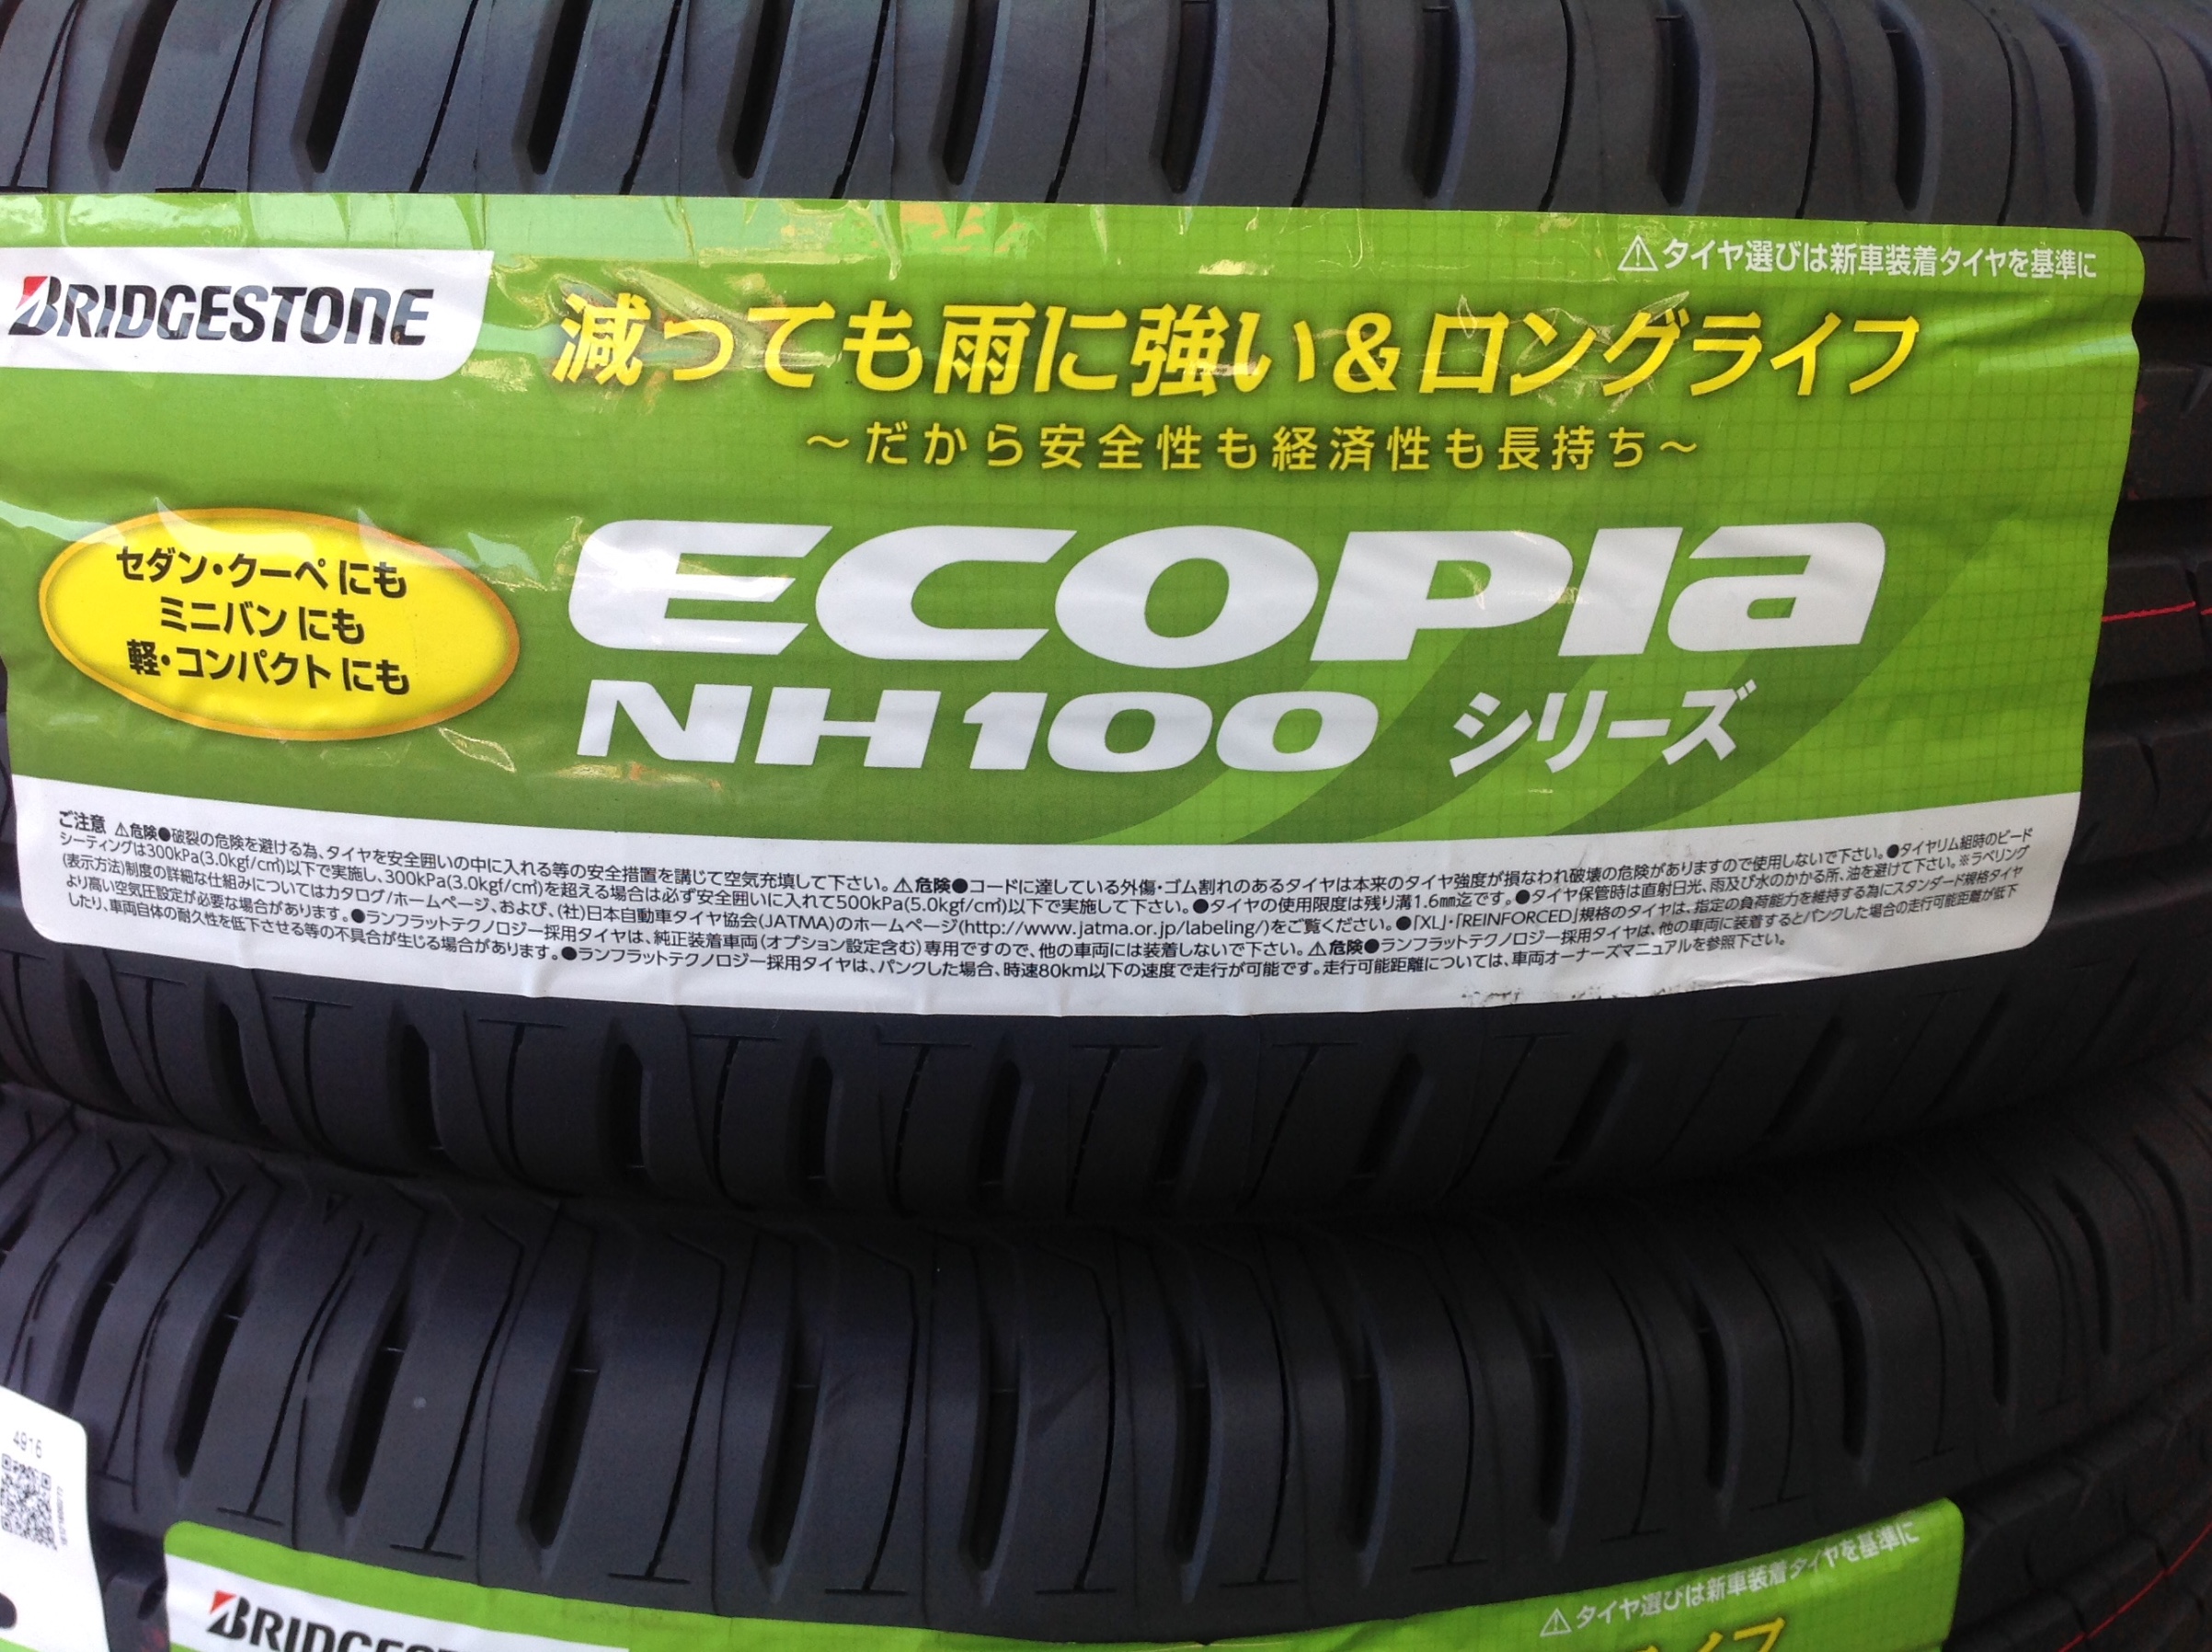 ⚠タイヤ選びは新車装着タイヤを基準に
BRIDGESTONE
減っても雨に強い&ロングライフ
～だから安全性も経済性も長持ち～
セダン・クーペにも
ミニバンにも
軽・コンパクトにも
ECOPIa
NH100 シリーズ
ご注意 ⚠危険●破裂の危険を避ける為、タイヤを安全囲いの中に入れる等の安全措置を講じて空気充填して下さい。⚠危険●コードに達している外傷・ゴム割れのあるタイヤは本来のタイヤ強度が損なわれ破壊の危険がありますので使用しないで下さい。●タイヤリム組時のビード
シーティングは300kPa(3.0kgf/c㎡)以下で実施し、300kPa(3.0kgf/c㎡)を超える場合は必ず安全囲いに入れて500kPa(5.0kgf/c㎡)以下で実施して下さい。●タイヤの使用限度は残り溝1.6㎜迄です。●タイヤ保管時は直射日光、雨及び水のかかる所、油を避けて下さい。※ラベリング
(表示方法)制度の詳細な仕組みについてはカタログ/ホームページ、および、(社)日本自動車タイヤ協会(JATMA)のホームページ(http://www.jatma.or.jp/labeling/)をご覧ください。●「XL」・「REINFORCED」規格のタイヤは、指定の負荷能力を維持する為にスタンダード規格タイヤ
より高い空気圧設定が必要な場合があります。●ランフラットテクノロジー採用タイヤは、純正装着車両(オプション設定含む)専用ですので、他の車両には装着しないで下さい。⚠危険●ランフラットテクノロジー採用タイヤは、他の車両に装着するとパンクした場合の走行可能距離が低下
したり、車両自体の耐久性を低下させる等の不具合が生じる場合があります。●ランフラットテクノロジー採用タイヤは、パンクした場合、時速80km以下の速度で走行が可能です。走行可能距離については、車両オーナーズマニュアルを参照下さい。
4916
⚠タイヤ選びは新車装着タイヤを基準に
BRIDGES
イフ